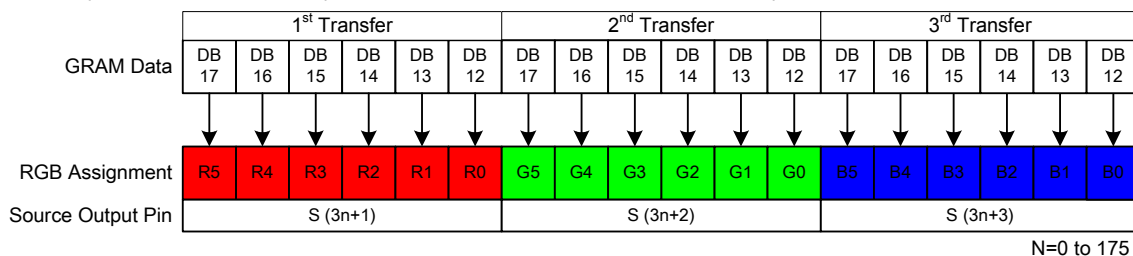 1st Transfer 2nd Transfer 3rd Transfer
GRAM Data DB 17 DB 16 DB 15 DB 14 DB 13 DB 12 DB 17 DB 16 DB 15 DB 14 DB 13 DB 12 DB 17 DB 16 DB 15 DB 14 DB 13 DB 12
RGB Assignment R5 R4 R3 R2 R1 R0 G5 G4 G3 G2 G1 G0 B5 B4 B3 B2 B1 B0
Source Output Pin S (3n+1) S (3n+2) S (3n+3)
N=0 to 175